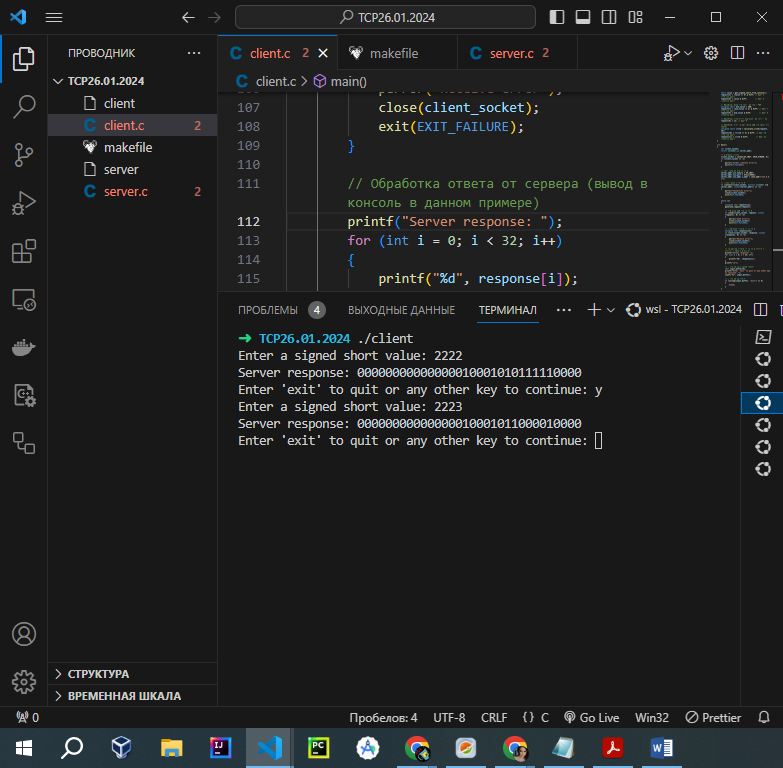 TCP26.01.2024
ПРОВОДНИК
client.c 2
makefile
server.c 2
TCP26.01.2024
client
client.c 2
makefile
server
server.c 2
client.c > main()
107 close(client_socket);
108 exit(EXIT_FAILURE);
109 }
110
111 // Обработка ответа от сервера (вывод в
консоль в данном примере)
112 printf("Server response: ");
113 for (int i = 0; i < 32; i++)
114 {
115 printf("%d", response[i]);
ПРОБЛЕМЫ 4 ВЫХОДНЫЕ ДАННЫЕ ТЕРМИНАЛ wsl - TCP26.01.2024
→ TCP26.01.2024 ./client
Enter a signed short value: 2222
Server response: 00000000000000010001010111110000
Enter 'exit' to quit or any other key to continue: y
Enter a signed short value: 2223
Server response: 00000000000000010001011000010000
Enter 'exit' to quit or any other key to continue:
СТРУКТУРА
ВРЕМЕННАЯ ШКАЛА
0 Пробелов: 4 UTF-8 CRLF {} C Go Live Win32 Prettier